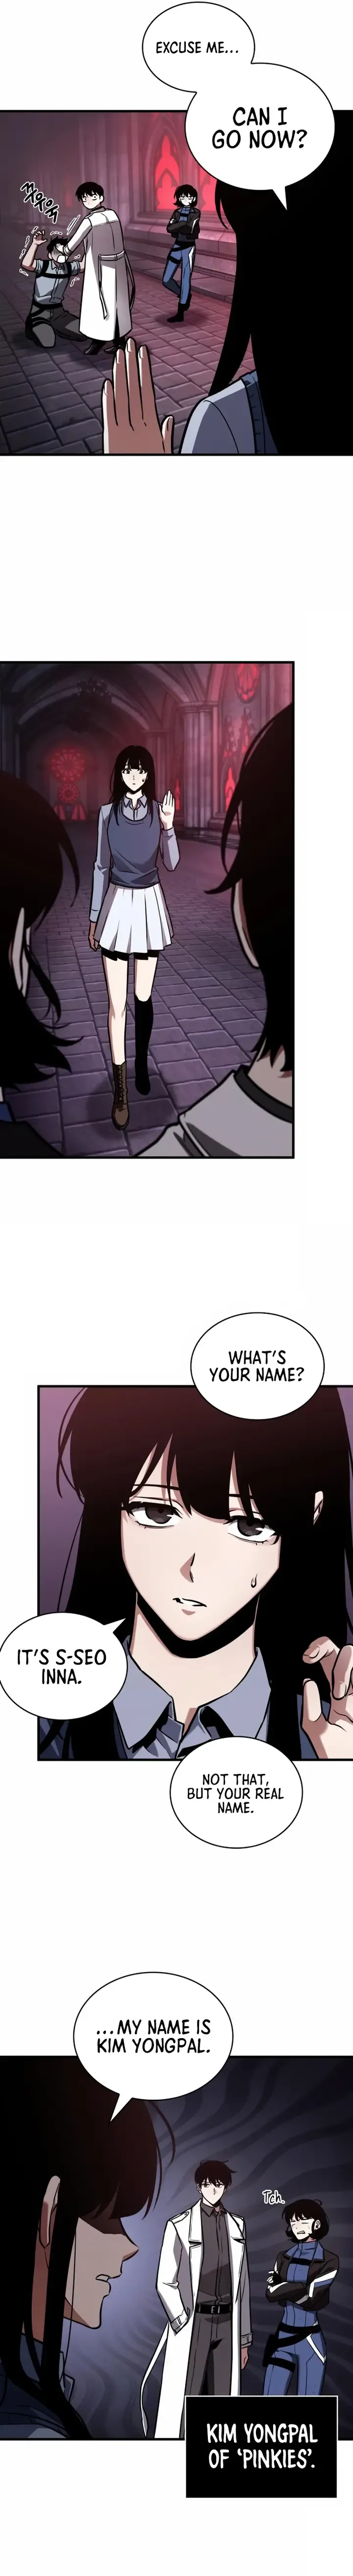 EXCUSE ME...
CAN I
GO NOW?
WHAT'S
YOUR NAME?
IT'S S-SEO
INNA.
NOT THAT,
BUT YOUR REAL
NAME.
...MY NAME IS
KIM YONGPAL.
Tch.
KIM YONGPAL
OF 'PINKIES'.